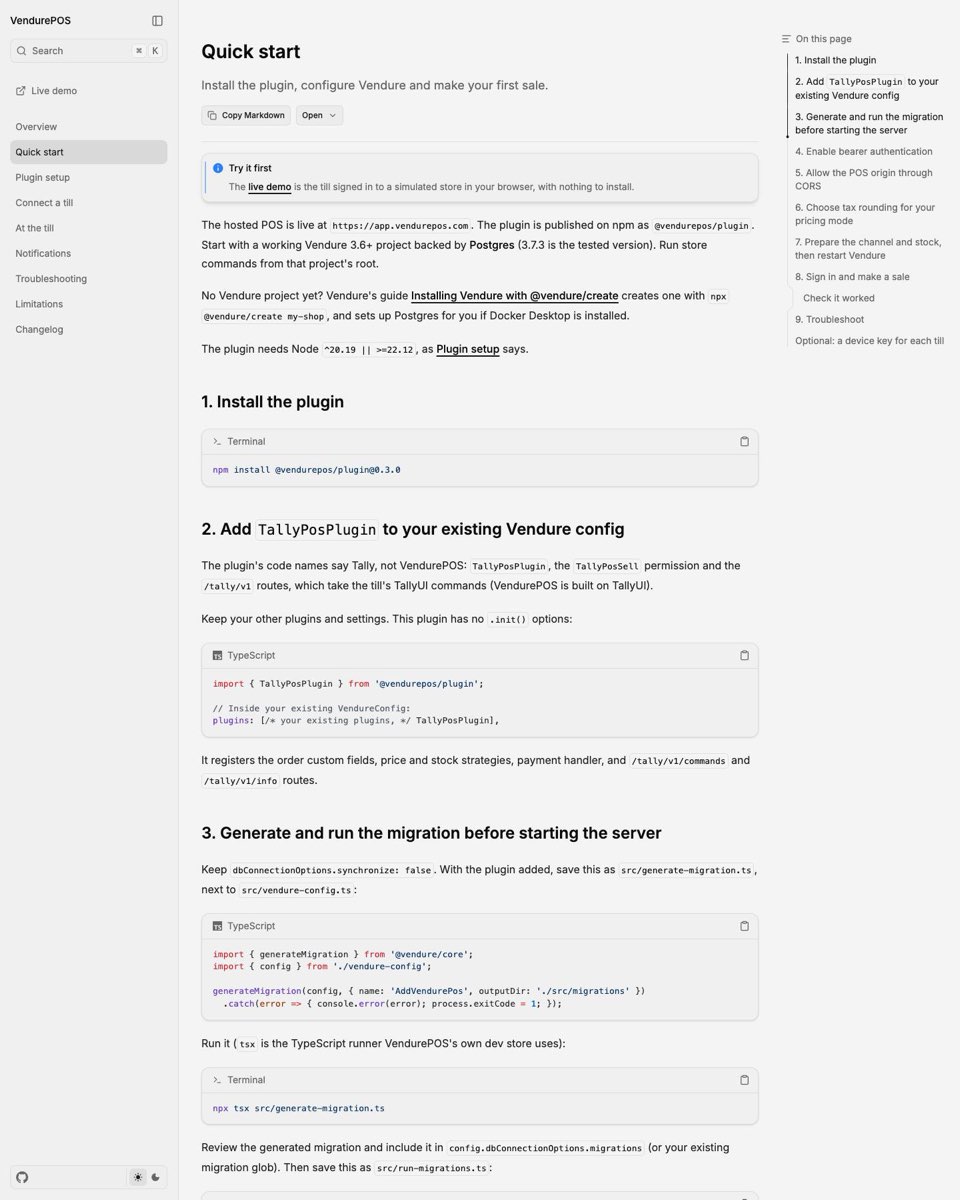 VendurePOS
Search ⌘ K
Live demo
Overview
Quick start
Plugin setup
Connect a till
At the till
Notifications
Troubleshooting
Limitations
Changelog
Quick start
Install the plugin, configure Vendure and make your first sale.
Copy Markdown
Open
Try it first
The live demo is the till signed in to a simulated store in your browser, with nothing to install.
The hosted POS is live at https://app.vendurepos.com. The plugin is published on npm as @vendurepos/plugin.
Start with a working Vendure 3.6+ project backed by Postgres (3.7.3 is the tested version). Run store
commands from that project's root.
No Vendure project yet? Vendure's guide Installing Vendure with @vendure/create creates one with npx
@vendure/create my-shop, and sets up Postgres for you if Docker Desktop is installed.
The plugin needs Node ^20.19 || >=22.12, as Plugin setup says.
1. Install the plugin
Terminal
npm install @vendurepos/plugin@0.3.0
2. Add TallyPosPlugin to your existing Vendure config
The plugin's code names say Tally, not VendurePOS: TallyPosPlugin, the TallyPosSell permission and the
/tally/v1 routes, which take the till's TallyUI commands (VendurePOS is built on TallyUI).
Keep your other plugins and settings. This plugin has no .init() options:
TypeScript
import { TallyPosPlugin } from '@vendurepos/plugin';
// Inside your existing VendureConfig:
plugins: [/* your existing plugins, */ TallyPosPlugin],
It registers the order custom fields, price and stock strategies, payment handler, and /tally/v1/commands and
/tally/v1/info routes.
3. Generate and run the migration before starting the server
Keep dbConnectionOptions.synchronize: false. With the plugin added, save this as src/generate-migration.ts,
next to src/vendure-config.ts:
TypeScript
import { generateMigration } from '@vendure/core';
import { config } from './vendure-config';
generateMigration(config, { name: 'AddVendurePos', outputDir: './src/migrations' })
.catch(error => { console.error(error); process.exitCode = 1; });
Run it (tsx is the TypeScript runner VendurePOS's own dev store uses):
Terminal
npx tsx src/generate-migration.ts
Review the generated migration and include it in config.dbConnectionOptions.migrations (or your existing
migration glob). Then save this as src/run-migrations.ts:
On this page
1. Install the plugin
2. Add TallyPosPlugin to your
existing Vendure config
3. Generate and run the migration
before starting the server
4. Enable bearer authentication
5. Allow the POS origin through
CORS
6. Choose tax rounding for your
pricing mode
7. Prepare the channel and stock,
then restart Vendure
8. Sign in and make a sale
Check it worked
9. Troubleshoot
Optional: a device key for each till